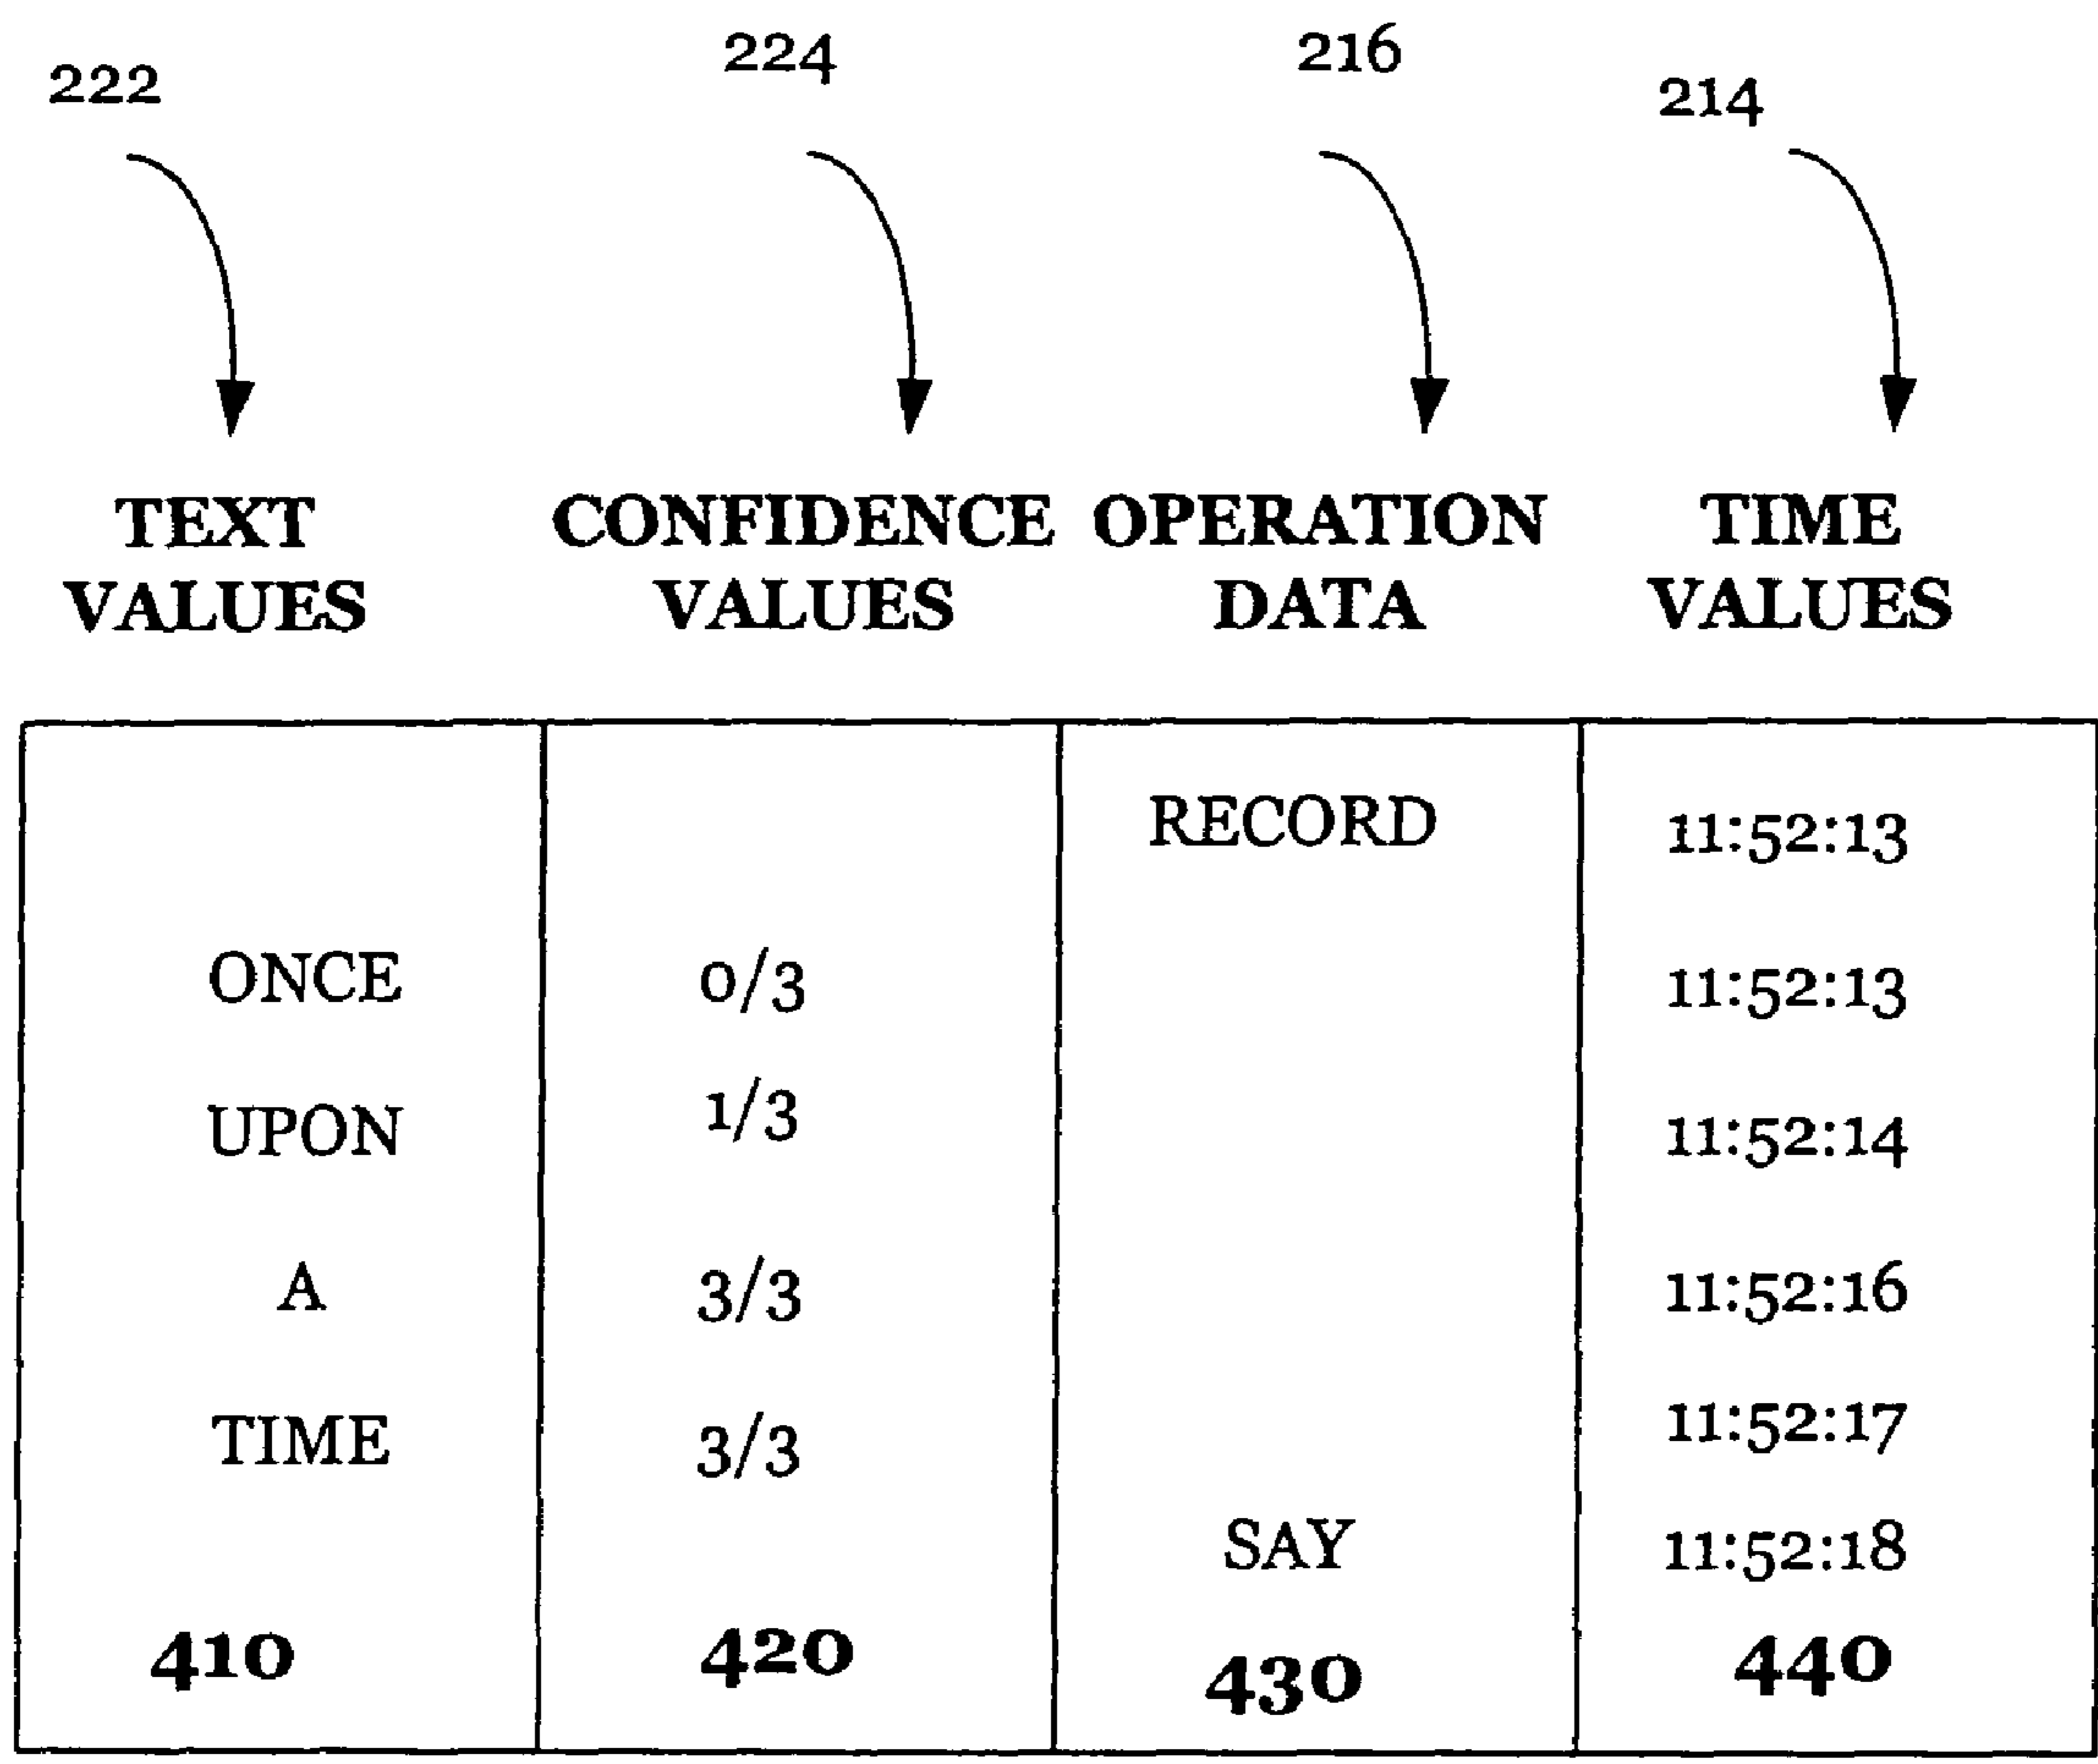 222 224 216 214
TEXT CONFIDENCE OPERATION TIME
VALUES VALUES DATA VALUES
RECORD 11:52:13
ONCE 0/3 11:52:13
UPON 1/3 11:52:14
A 3/3 11:52:16
TIME 3/3 11:52:17
SAY 11:52:18
410 420 430 440